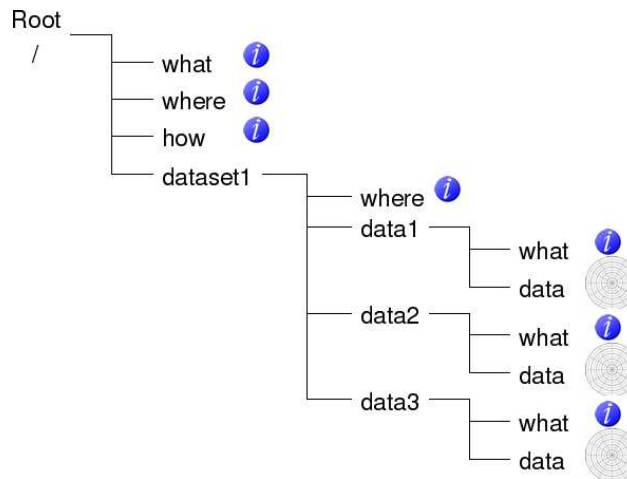 Root
/
what i
where i
how i
dataset1
where i
data1
what i
data
data2
what i
data
data3
what i
data